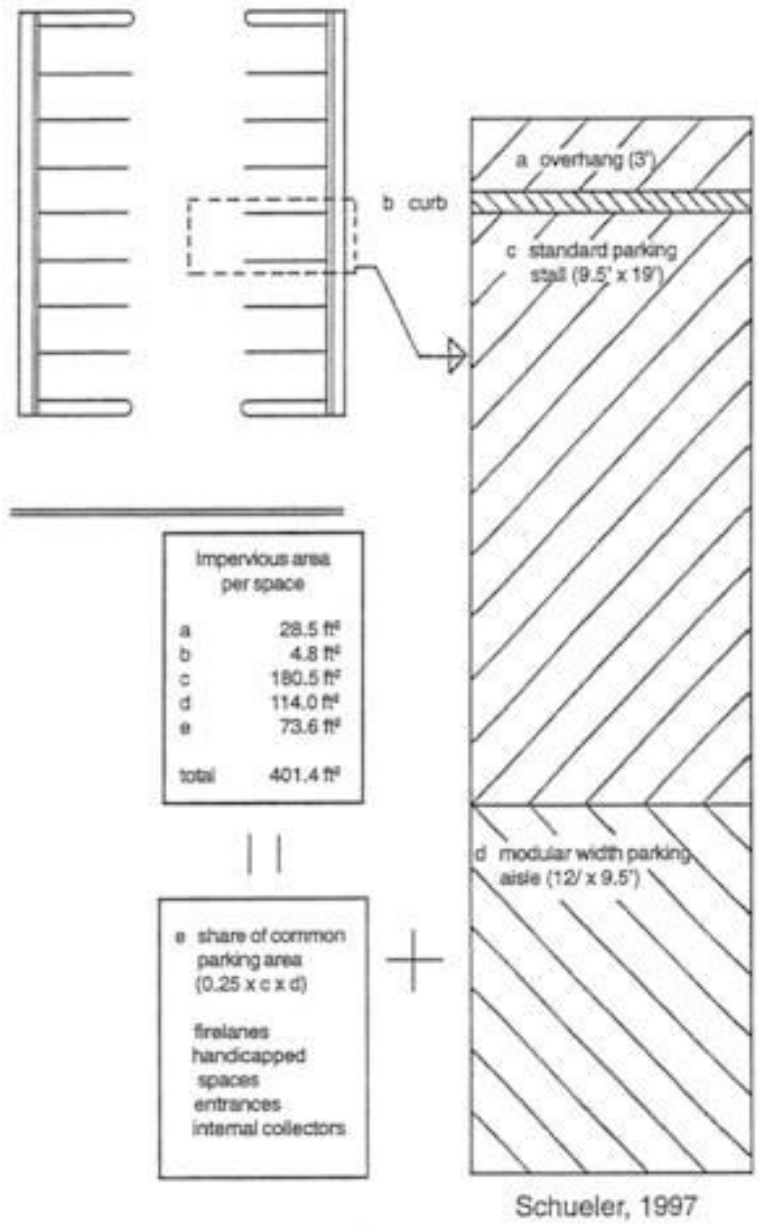 a overhang (3')
b curb
c standard parking
stall (9.5' x 19')
Impervious area
per space
a 28.5 ft²
b 4.8 ft²
c 180.5 ft²
d 114.0 ft²
e 73.6 ft²
total 401.4 ft²
d modular width parking
aisle (12/ x 9.5')
e share of common
parking area
(0.25 x c x d)
firelanes
handicapped
spaces
entrances
internal collectors
Schueler, 1997